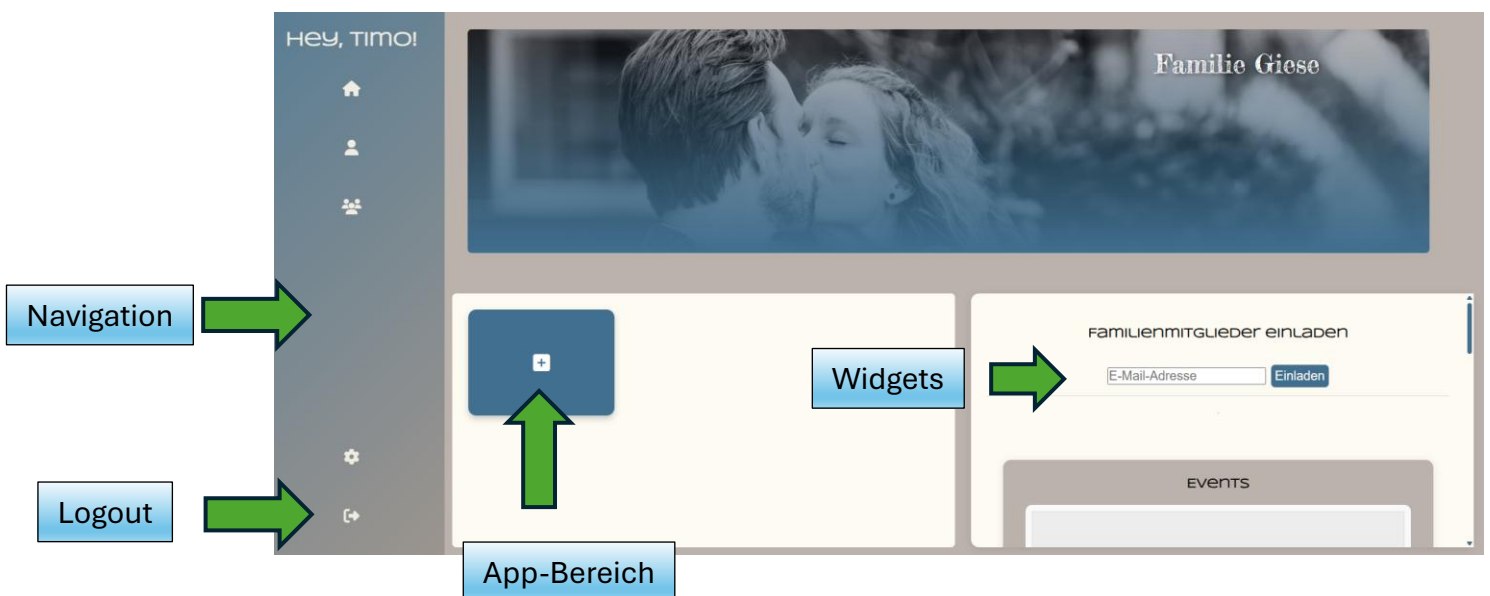 Hey, Timo!
Familie Giese
Navigation
Familienmitglieder einladen
Widgets
E-Mail-Adresse
Einladen
Events
Logout
App-Bereich